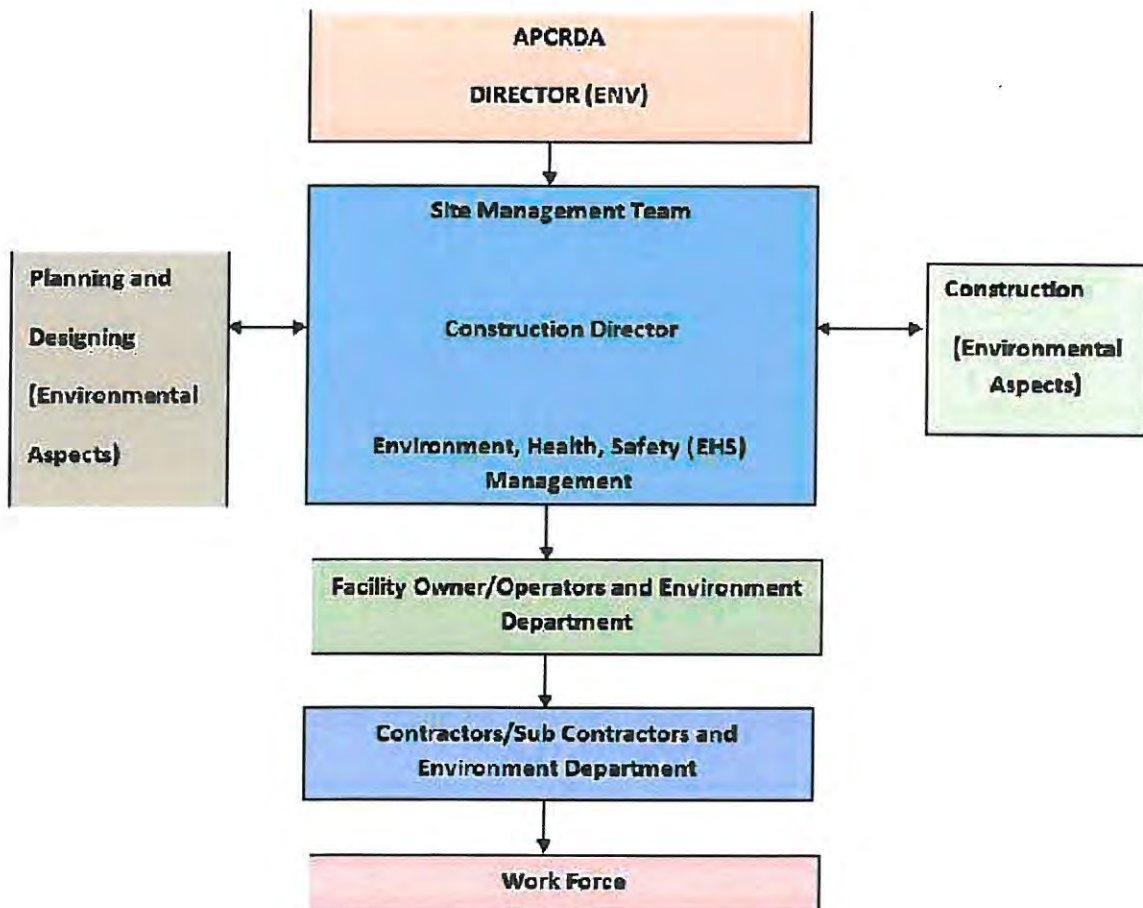 APCRDA
DIRECTOR (ENV)
Site Management Team
Planning and
Designing
(Environmental
Aspects)
Construction Director
Construction
(Environmental
Aspects)
Environment, Health, Safety (EHS)
Management
Facility Owner/Operators and Environment
Department
Contractors/Sub Contractors and
Environment Department
Work Force